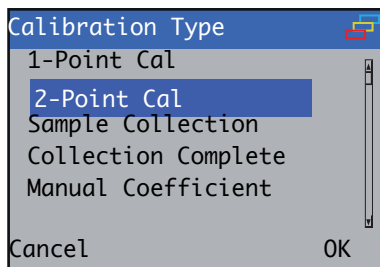 Calibration Type
1-Point Cal
2-Point Cal
Sample Collection
Collection Complete
Manual Coefficient
Cancel OK